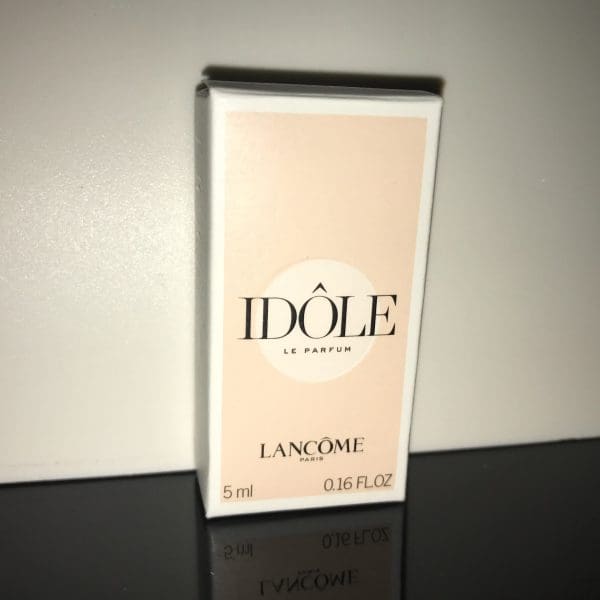 IDÔLE
LE PARFUM
LANCÔME
PARIS
5 ml 0.16 FL.OZ